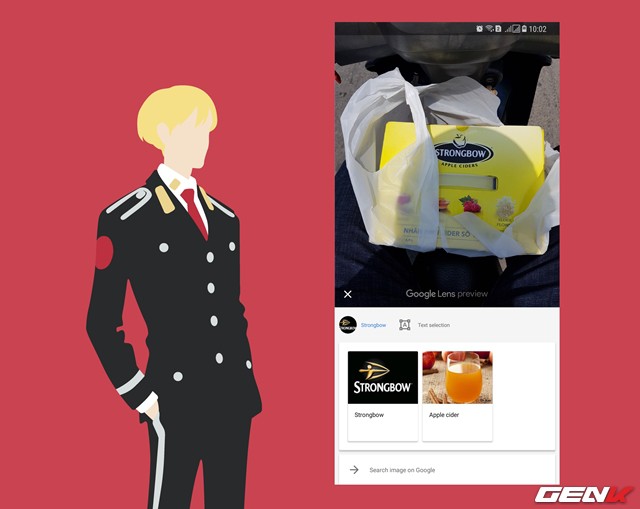 10:02
STRONGBOW
APPLE CIDERS
Google Lens preview
STRONGBOW
Strongbow
A
Text selection
STRONGBOW
Strongbow
Apple cider
Search image on Google
GENK